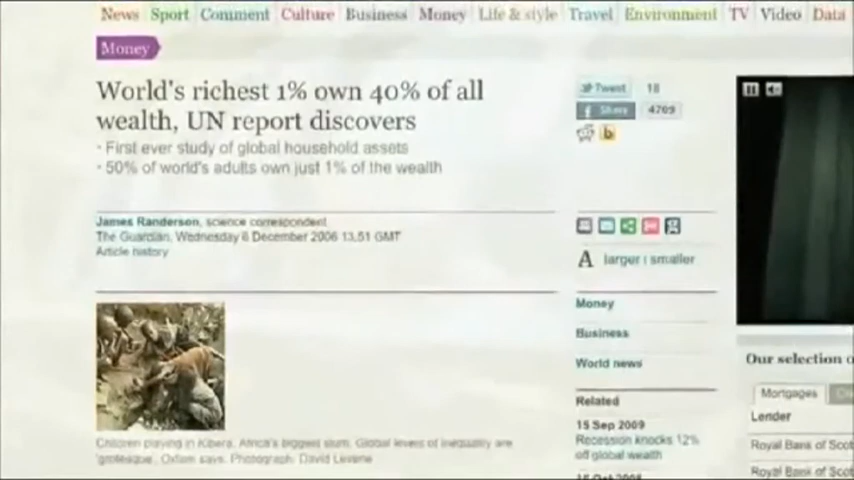 News Sport Comment Culture Business Money Life & style Travel Environment TV Video Data
Money
World's richest 1% own 40% of all
wealth, UN report discovers
· First ever study of global household assets
· 50% of world's adults own just 1% of the wealth
James Randerson, science correspondent
The Guardian, Wednesday 6 December 2006 13.51 GMT
Article history
Children playing in Kibera, Africa's biggest slum. Global levels of inequality are
'grotesque', Oxfam says. Photograph: David Levene
Tweet 18
Share 4709
A larger | smaller
Money
Business
World news
Related
15 Sep 2009
Recession knocks 12%
off global wealth
Our selection o
Mortgages
Lender
Royal Bank of Scot
Royal Bank of Scot